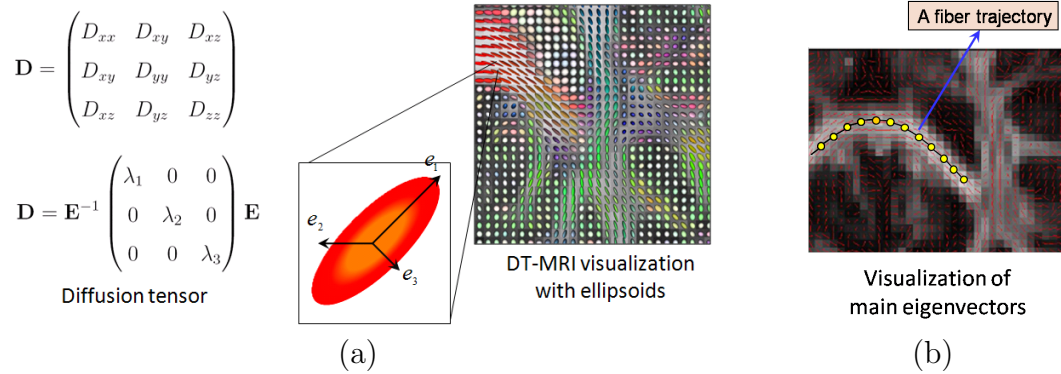 D = ( D_xx D_xy D_xz
D_xy D_yy D_yz
D_xz D_yz D_zz )
D = E^{-1} ( λ_1 0 0
0 λ_2 0
0 0 λ_3 ) E
Diffusion tensor
e_1
e_2
e_3
DT-MRI visualization
with ellipsoids
(a)
A fiber trajectory
Visualization of
main eigenvectors
(b)